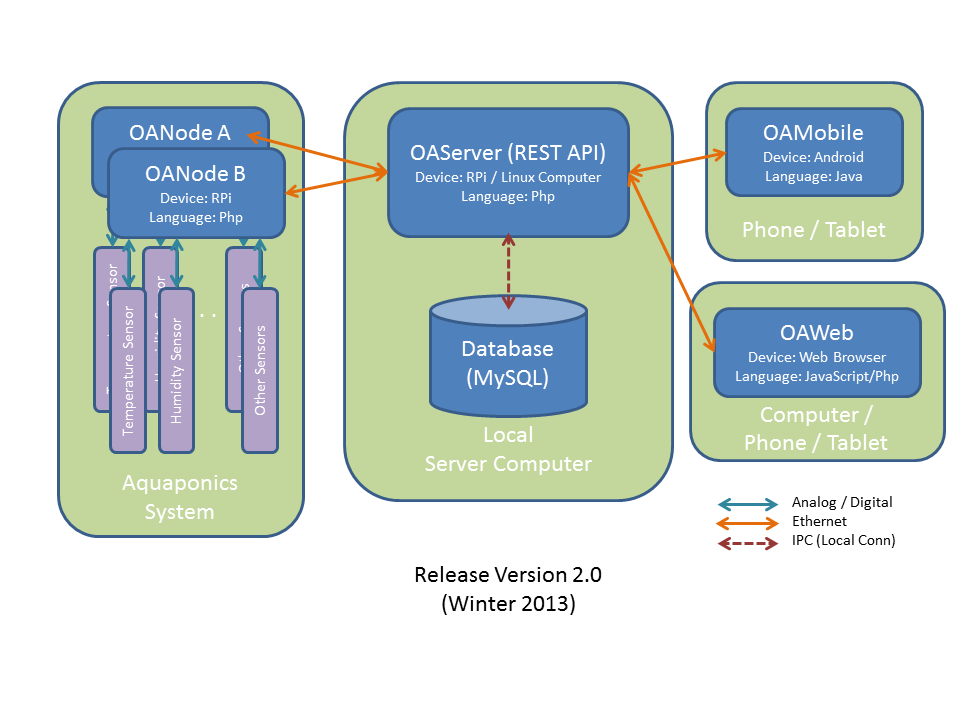 OANode A
OANode B
Device: RPi
Language: Php
Temperature Sensor
Humidity Sensor
. .
Other Sensors
Aquaponics
System
OAServer (REST API)
Device: RPi / Linux Computer
Language: Php
Database
(MySQL)
Local
Server Computer
OAMobile
Device: Android
Language: Java
Phone / Tablet
OAWeb
Device: Web Browser
Language: JavaScript/Php
Computer /
Phone / Tablet
Analog / Digital
Ethernet
IPC (Local Conn)
Release Version 2.0
(Winter 2013)